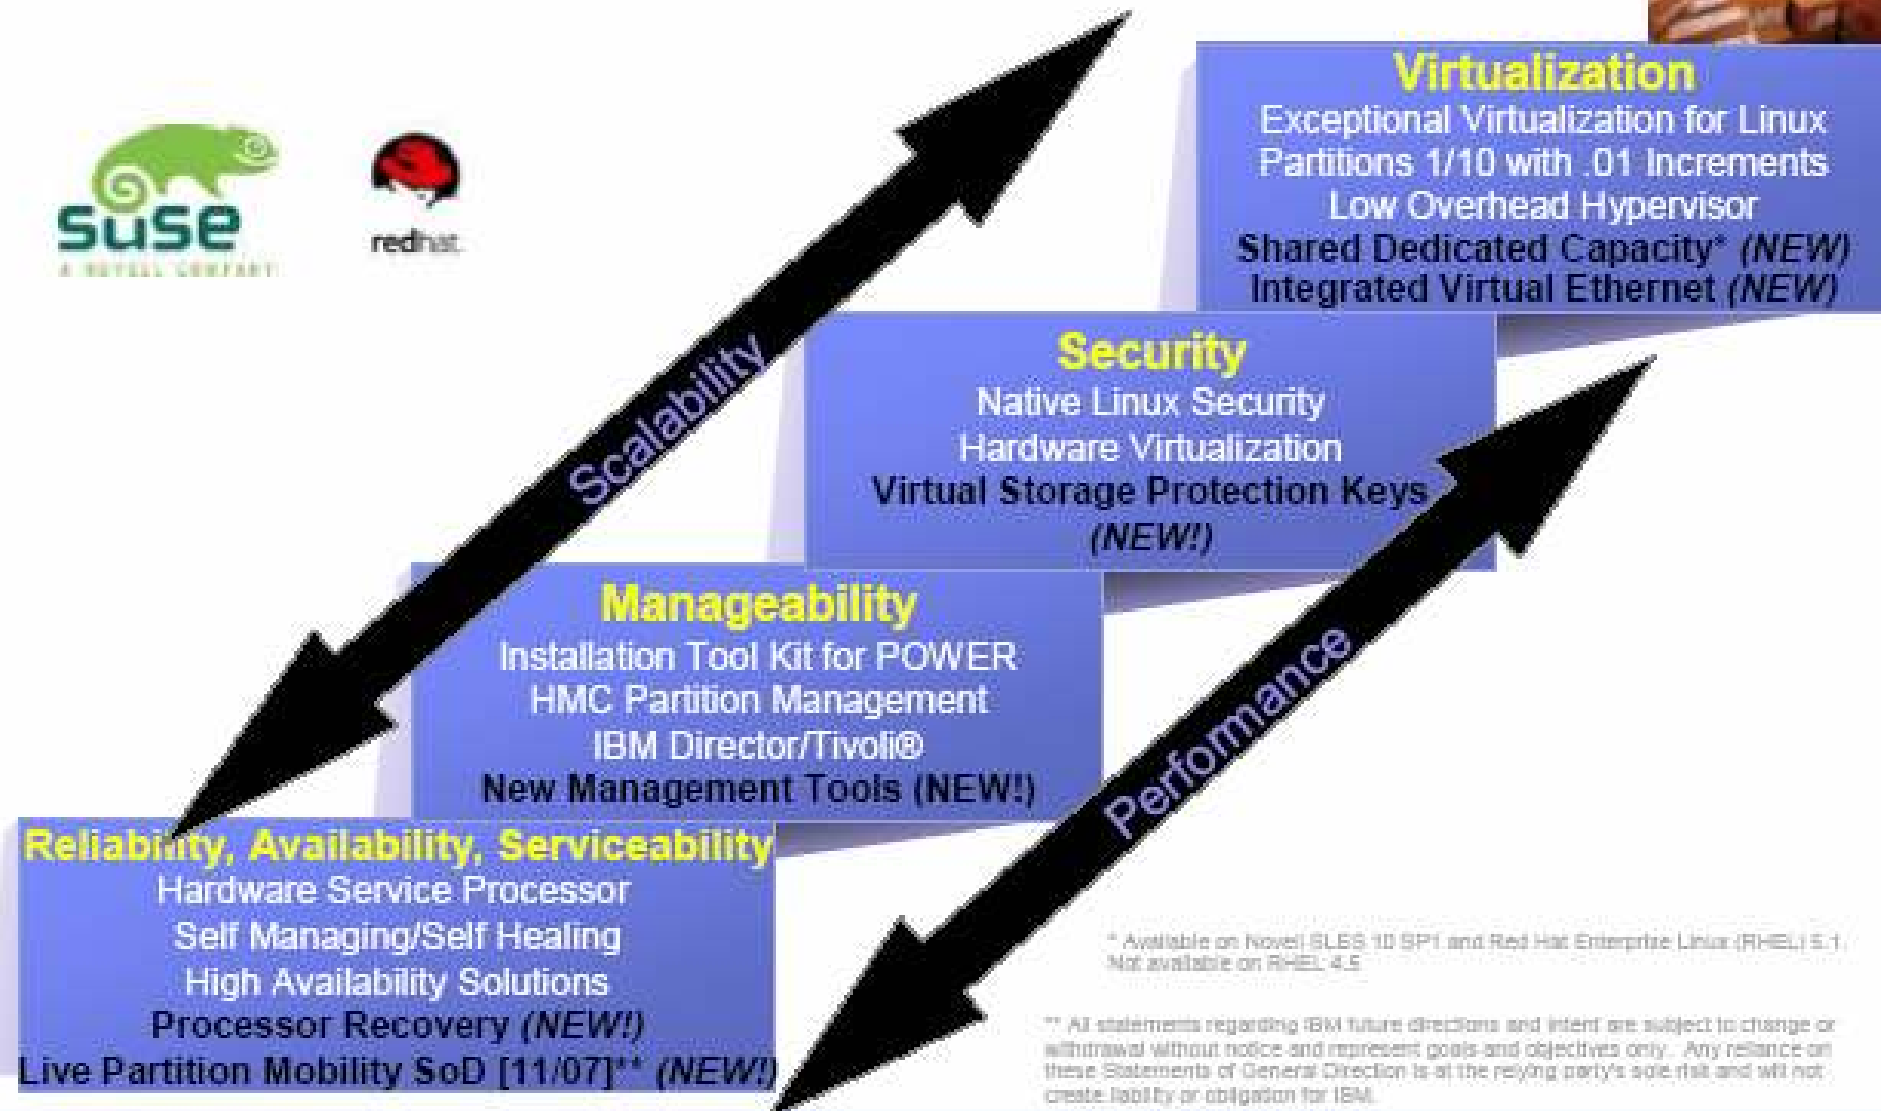 suse
A NOVELL COMPANY
redhat.
Virtualization
Exceptional Virtualization for Linux
Partitions 1/10 with .01 Increments
Low Overhead Hypervisor
Shared Dedicated Capacity* (NEW)
Integrated Virtual Ethernet (NEW)
Scalability
Security
Native Linux Security
Hardware Virtualization
Virtual Storage Protection Keys
(NEW!)
Manageability
Installation Tool Kit for POWER
HMC Partition Management
IBM Director/Tivoli®
New Management Tools (NEW!)
Performance
Reliability, Availability, Serviceability
Hardware Service Processor
Self Managing/Self Healing
High Availability Solutions
Processor Recovery (NEW!)
Live Partition Mobility SoD [11/07]** (NEW!)
* Available on Novell SLES 10 SP1 and Red Hat Enterprize Linux (RHEL) 5.1.
Not available on RHEL 4.5
** All statements regarding IBM future directions and intent are subject to change or
withdrawal without notice and represent goals and objectives only. Any reliance on
these Statements of General Direction is at the relying party's sole risk and will not
create liability or obligation for IBM.